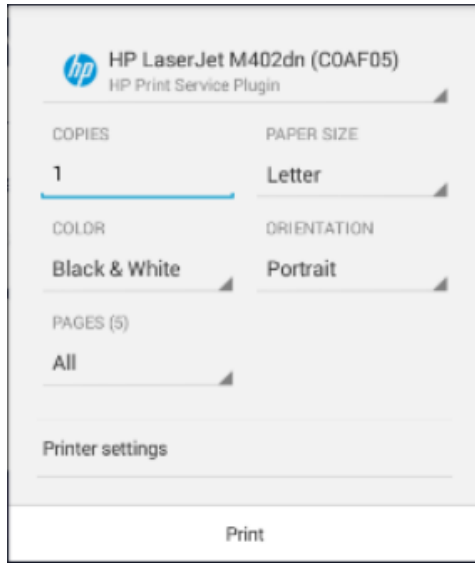 hp HP LaserJet M402dn (C0AF05)
HP Print Service Plugin
COPIES PAPER SIZE
1 Letter
COLOR ORIENTATION
Black & White Portrait
PAGES (5)
All
Printer settings
Print